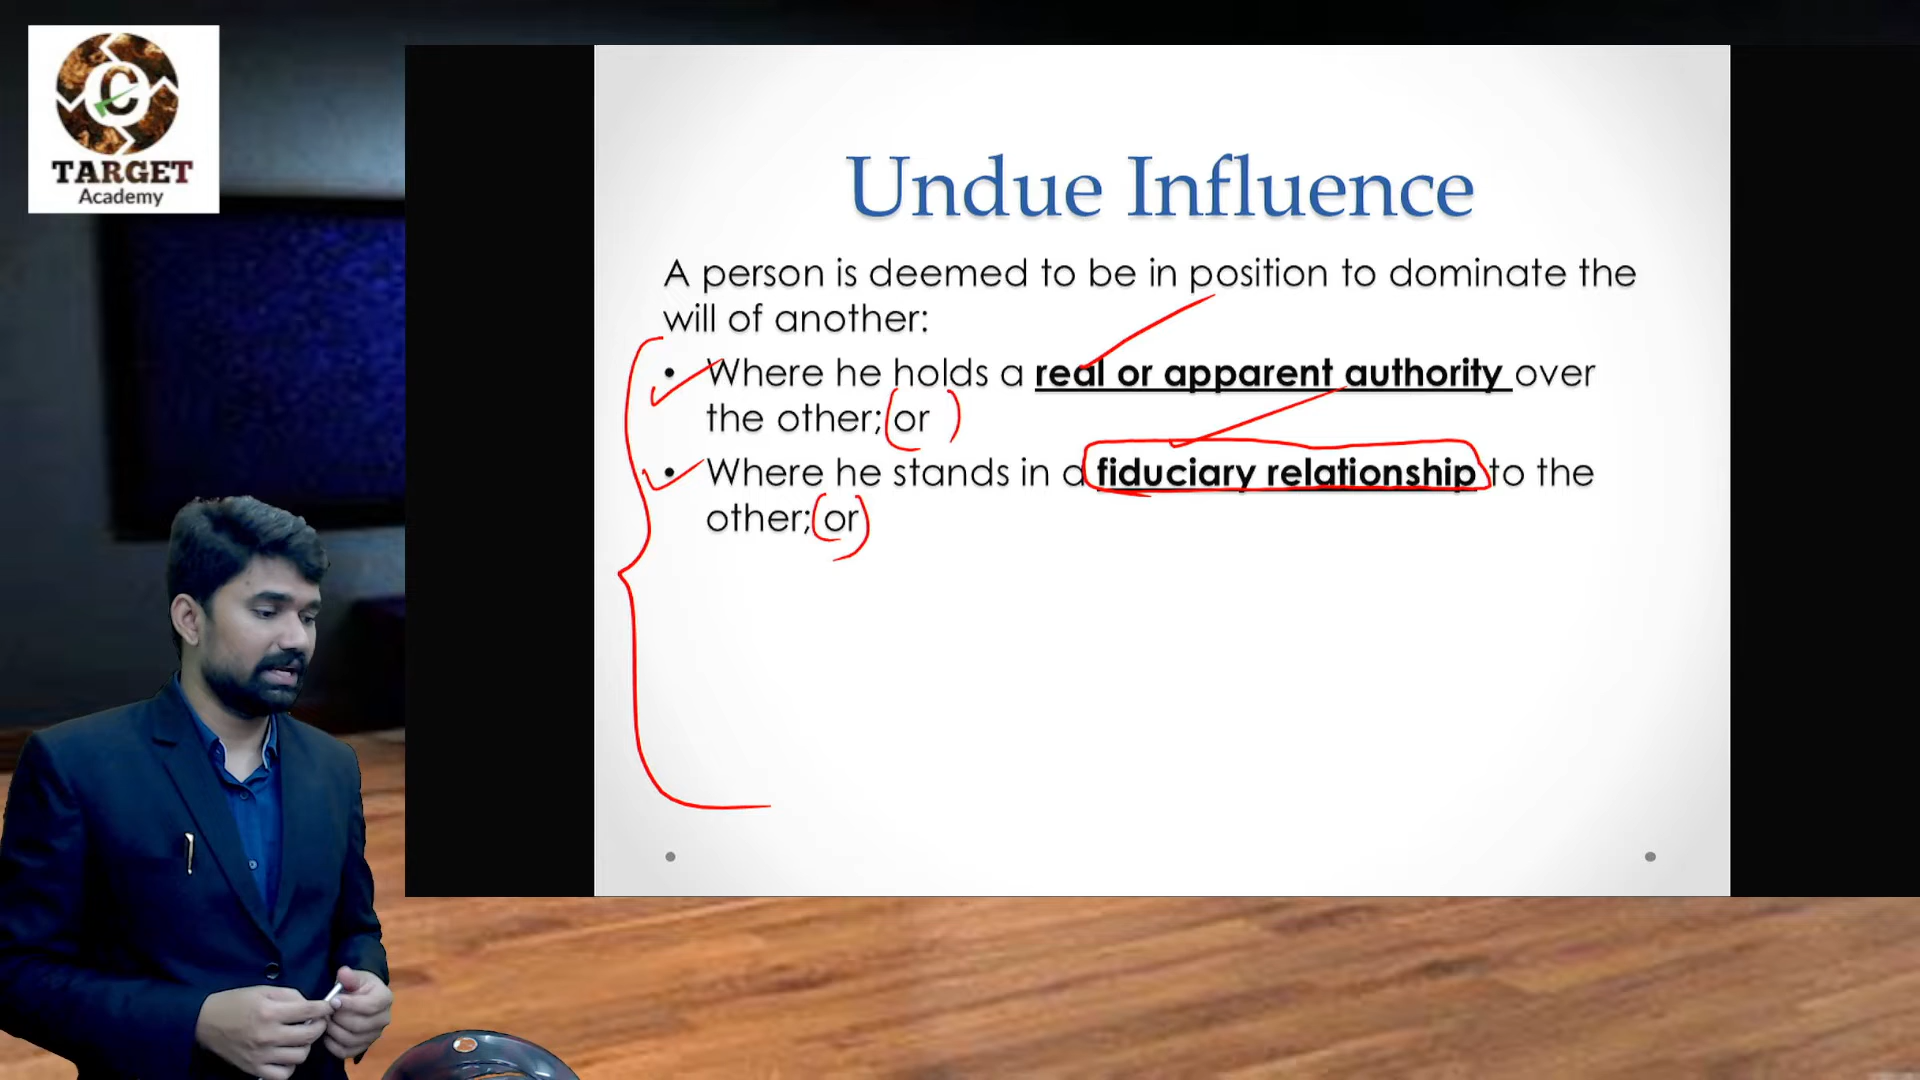 C
TARGET
Academy
Undue Influence
A person is deemed to be in position to dominate the
will of another:
• Where he holds a real or apparent authority over
the other; or
• Where he stands in a fiduciary relationship to the
other; or